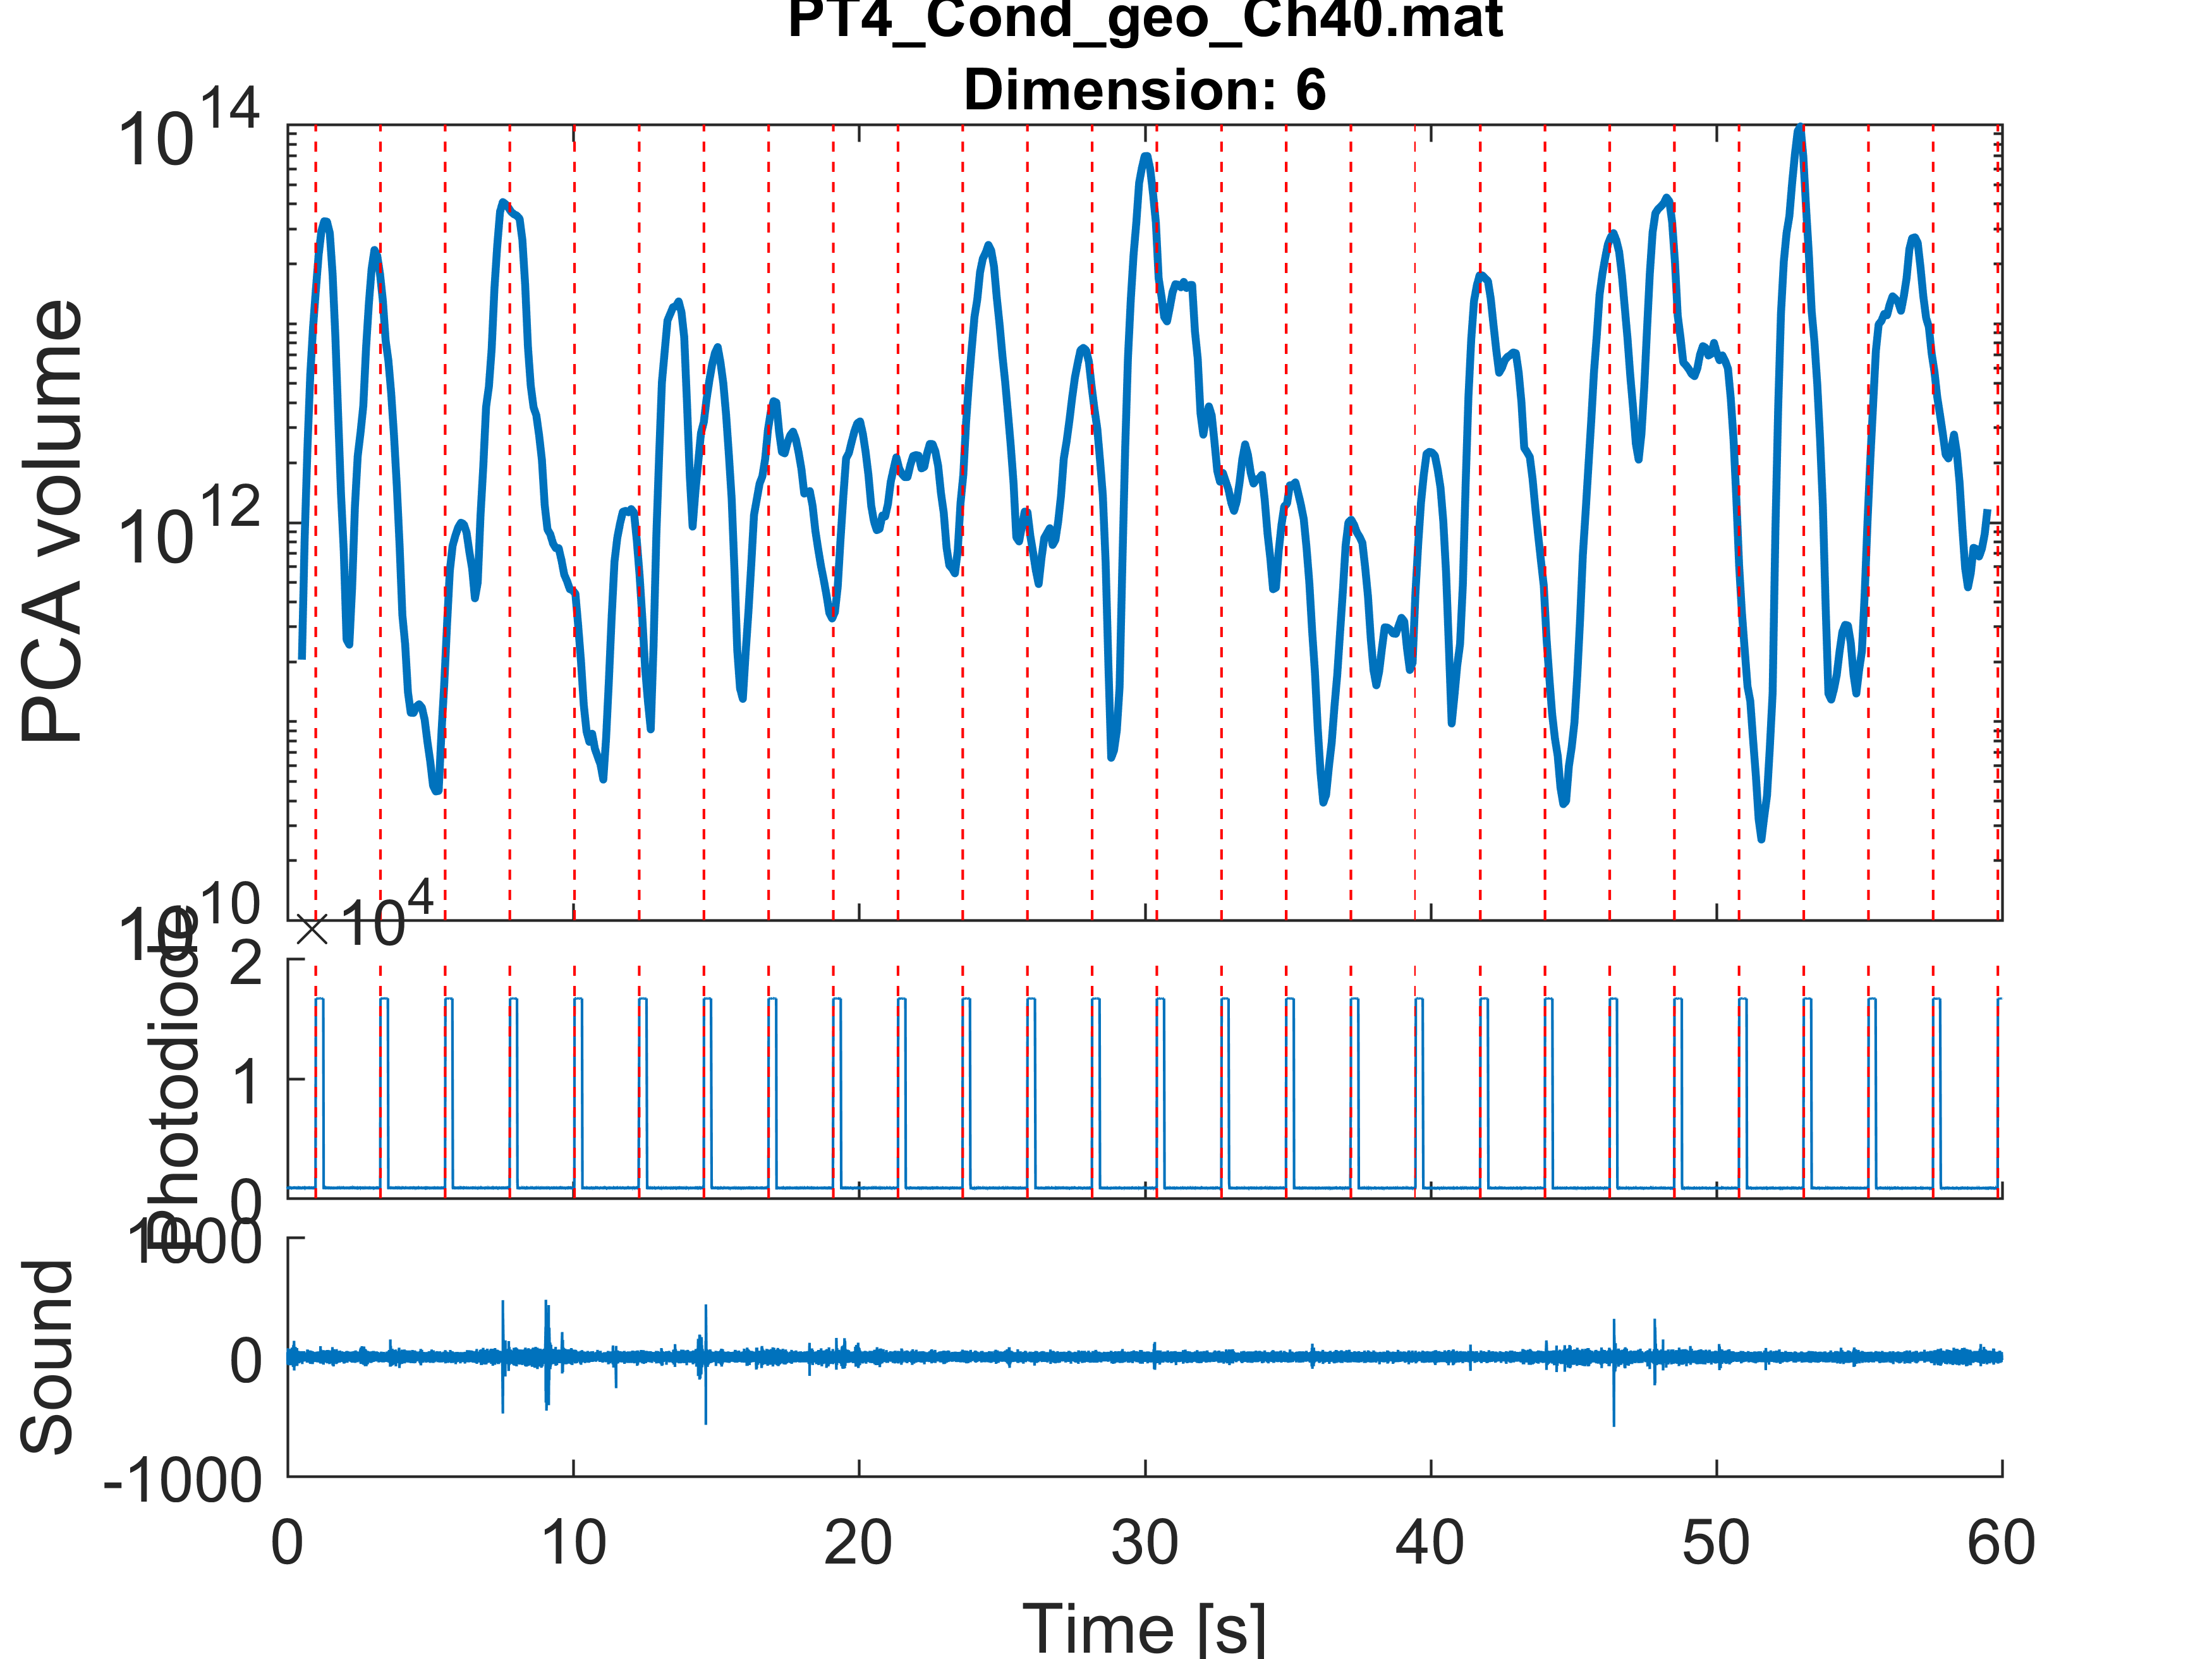 PT4_Cond_geo_Ch40.mat
Dimension: 6
10^14
10^12
10^10
PCA volume
× 10^4
2
1
0
Photodiode
1000
0
-1000
Sound
0 10 20 30 40 50 60
Time [s]